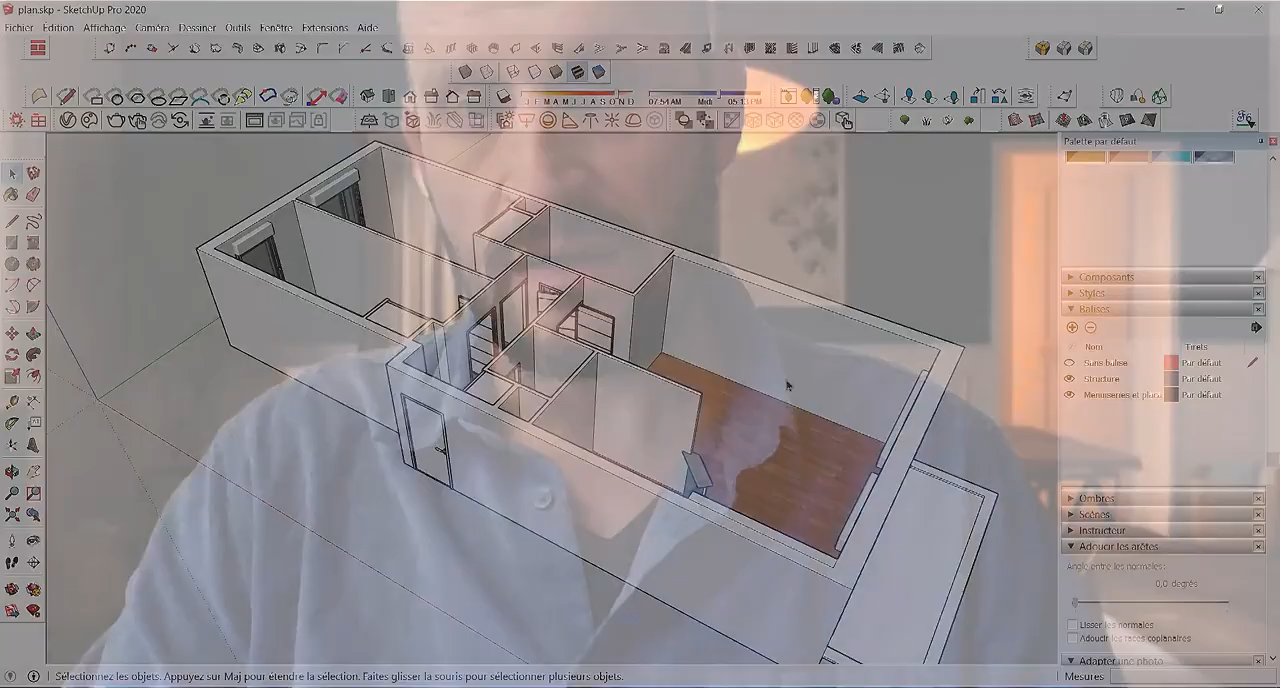 plan.skp - SketchUp Pro 2020
Fichier Édition Affichage Caméra Dessiner Outils Fenêtre Extensions Aide
J F M A M J J A S O N D
07:54 AM Midi 05:13 PM
Palette par défaut
Composants
Styles
Balises
Nom Tirets
Sans balise Par défaut
Structure Par défaut
Menuiseries et placa Par défaut
Ombres
Scènes
Instructeur
Adoucir les arêtes
Angle entre les normales:
0,0 degrés
Lisser les normales
Adoucir les faces coplanaires
Adapter une photo
Sélectionnez les objets. Appuyez sur Maj pour étendre la sélection. Faites glisser la souris pour sélectionner plusieurs objets.
Mesures